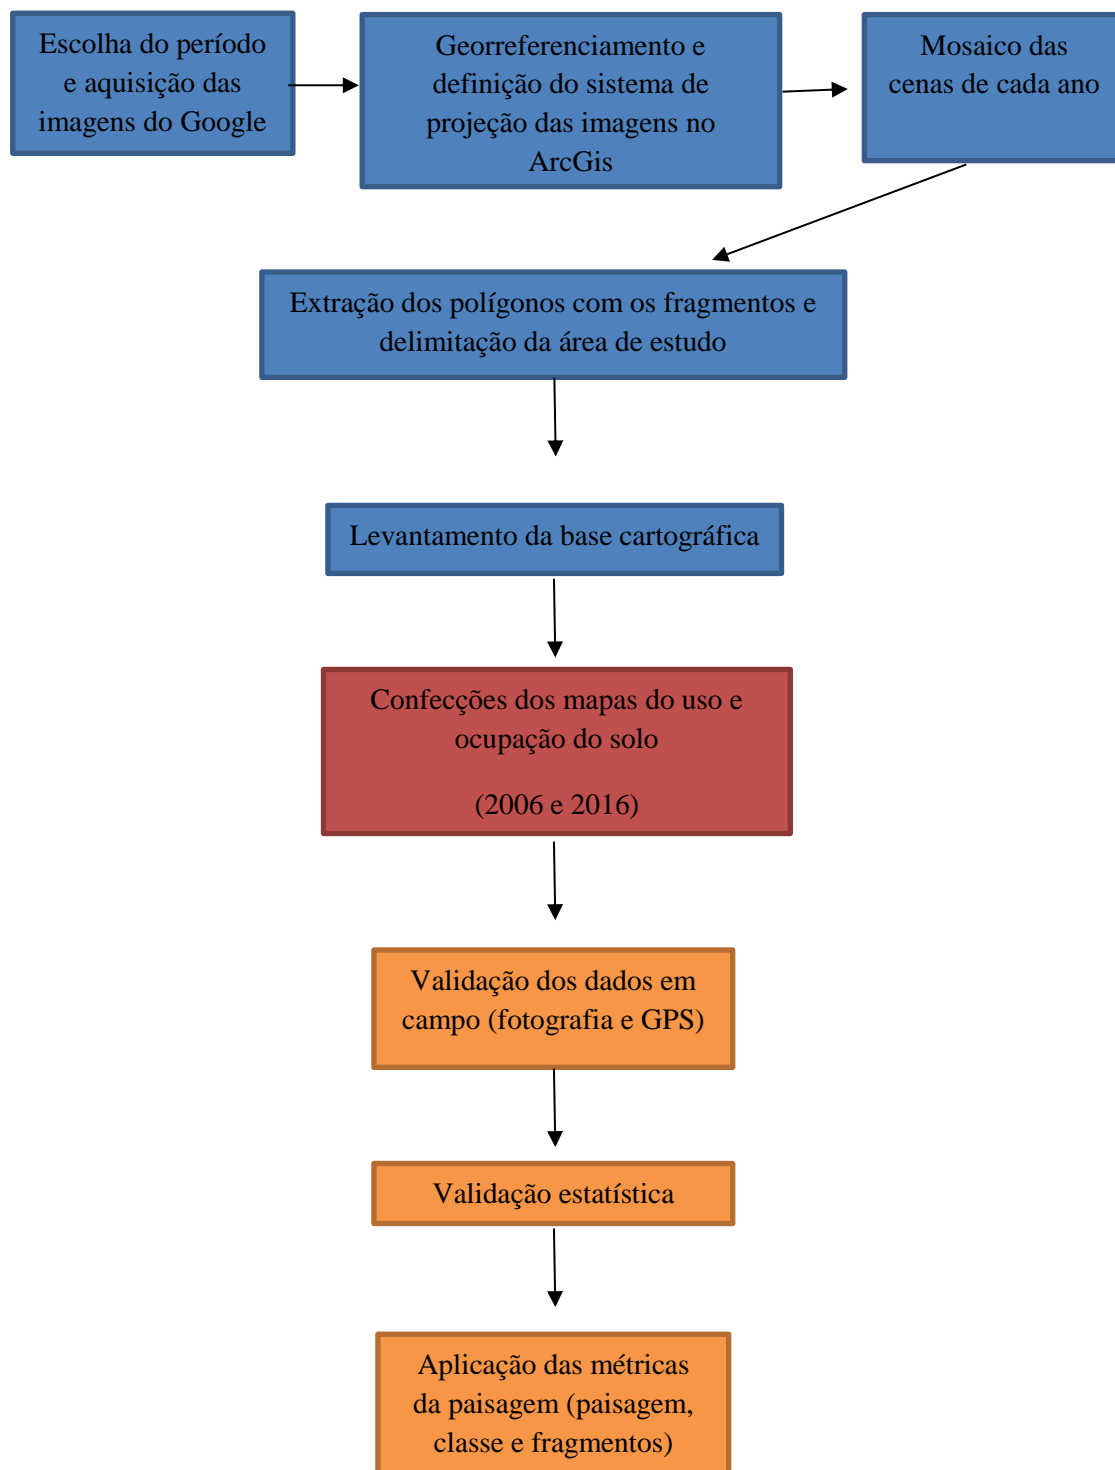 Escolha do período
e aquisição das
imagens do Google
Georreferenciamento e
definição do sistema de
projeção das imagens no
ArcGis
Mosaico das
cenas de cada ano
Extração dos polígonos com os fragmentos e
delimitação da área de estudo
Levantamento da base cartográfica
Confecções dos mapas do uso e
ocupação do solo
(2006 e 2016)
Validação dos dados em
campo (fotografia e GPS)
Validação estatística
Aplicação das métricas
da paisagem (paisagem,
classe e fragmentos)